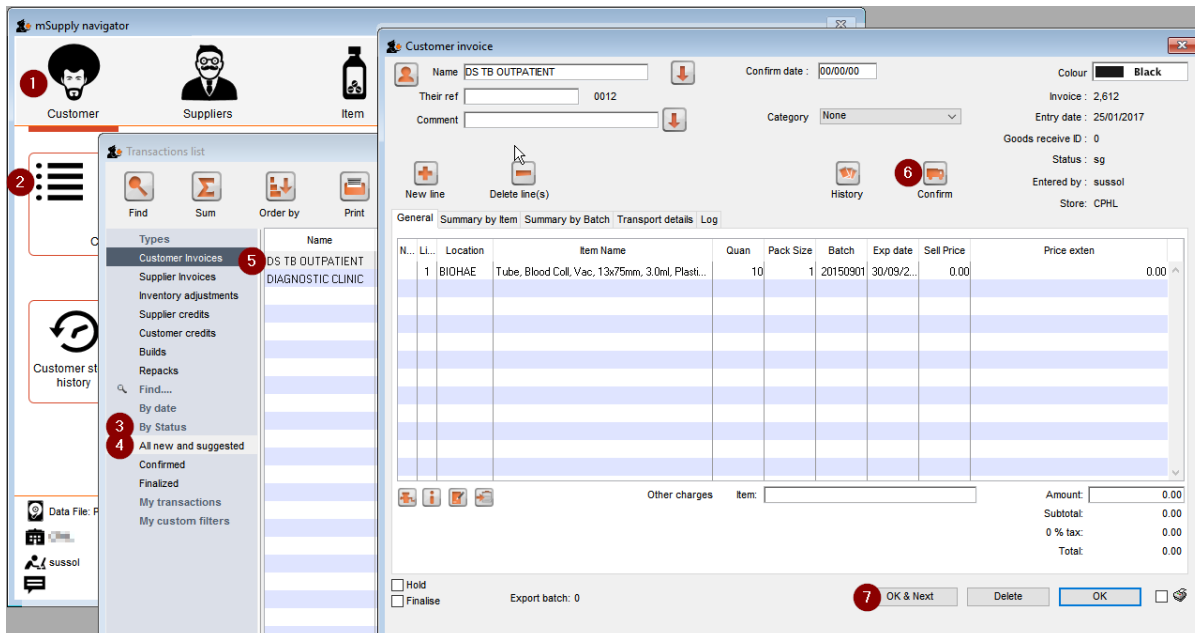 mSupply navigator
1
Customer
Suppliers
Item
2
C
Customer st
history
Data File: P
sussol
Transactions list
Find
Sum
Order by
Print
Types
Customer Invoices
Supplier Invoices
Inventory adjustments
Supplier credits
Customer credits
Builds
Repacks
Find....
By date
3 By Status
4 All new and suggested
Confirmed
Finalized
My transactions
My custom filters
Name
5 DS TB OUTPATIENT
DIAGNOSTIC CLINIC
Customer invoice
Name DS TB OUTPATIENT
Confirm date : 00/00/00
Colour Black
Their ref 0012
Invoice : 2,612
Comment
Category None
Entry date : 25/01/2017
Goods receive ID : 0
Status : sg
Entered by : sussol
Store: CPHL
New line
Delete line(s)
History
6 Confirm
General Summary by Item Summary by Batch Transport details Log
N... Li... Location Item Name Quan Pack Size Batch Exp date Sell Price Price exten
1 BIOHAE Tube, Blood Coll, Vac, 13x75mm, 3.0ml, Plasti... 10 1 20150901 30/09/2... 0.00 0.00
Other charges Item: Amount: 0.00
Subtotal: 0.00
0 % tax: 0.00
Total: 0.00
Hold
Finalise
Export batch: 0
7 OK & Next
Delete
OK